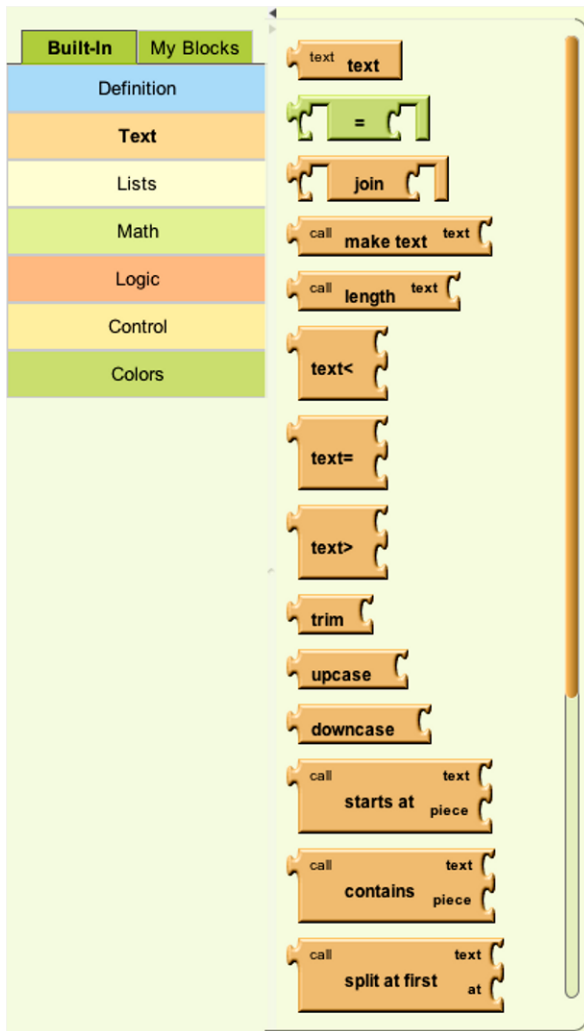 Built-In My Blocks
Definition
Text
Lists
Math
Logic
Control
Colors
text text
=
join
call make text text
call length text
text<
text=
text>
trim
upcase
downcase
call text
starts at piece
call text
contains piece
call text
split at first at